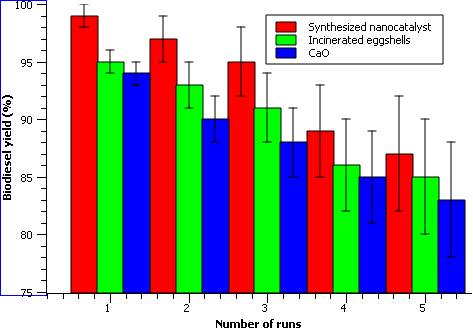 100
95
90
85
80
75
Biodiesel yield (%)
Synthesized nanocatalyst
Incinerated eggshells
CaO
1 2 3 4 5
Number of runs